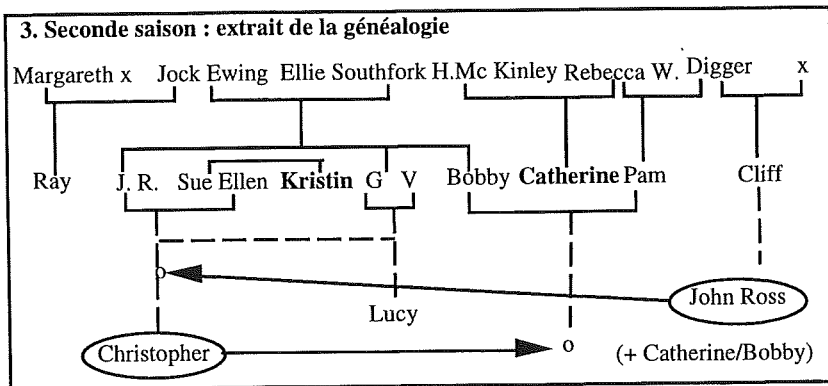 3. Seconde saison : extrait de la généalogie
Margareth x Jock Ewing Ellie Southfork H.Mc Kinley Rebecca W. Digger x
Ray J. R. Sue Ellen Kristin G V Bobby Catherine Pam Cliff
o
John Ross
Lucy
Christopher o (+ Catherine/Bobby)